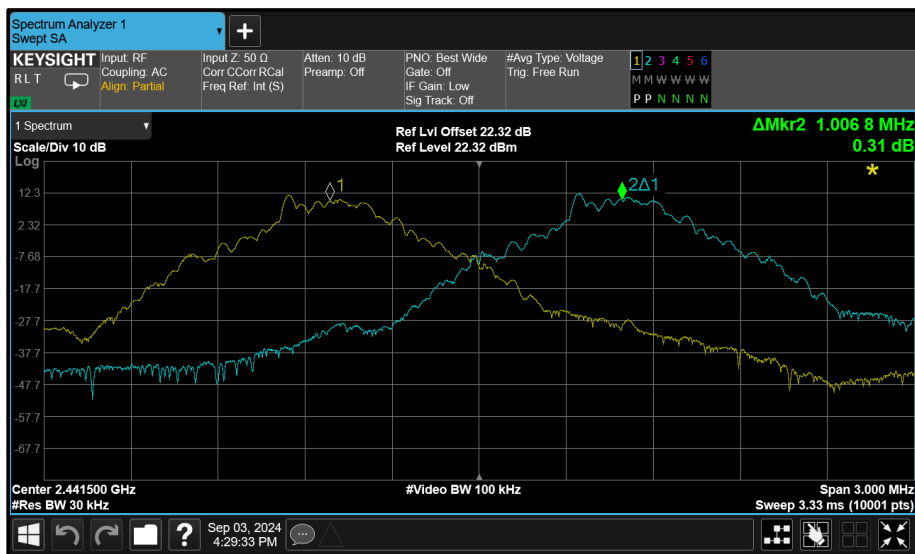 Spectrum Analyzer 1
Swept SA
KEYSIGHT
R L T
LXI
Input: RF
Coupling: AC
Align: Partial
Input Z: 50 Ω
Corr CCorr RCal
Freq Ref: Int (S)
Atten: 10 dB
Preamp: Off
PNO: Best Wide
Gate: Off
IF Gain: Low
Sig Track: Off
#Avg Type: Voltage
Trig: Free Run
1 2 3 4 5 6
M M W W W W
P P N N N N
1 Spectrum
Scale/Div 10 dB
Ref Lvl Offset 22.32 dB
Ref Level 22.32 dBm
ΔMkr2 1.006 8 MHz
0.31 dB
Log
1
2Δ1
12.3
2.32
-7.68
-17.7
-27.7
-37.7
-47.7
-57.7
-67.7
Center 2.441500 GHz
#Video BW 100 kHz
Span 3.000 MHz
#Res BW 30 kHz
Sweep 3.33 ms (10001 pts)
Sep 03, 2024
4:29:33 PM